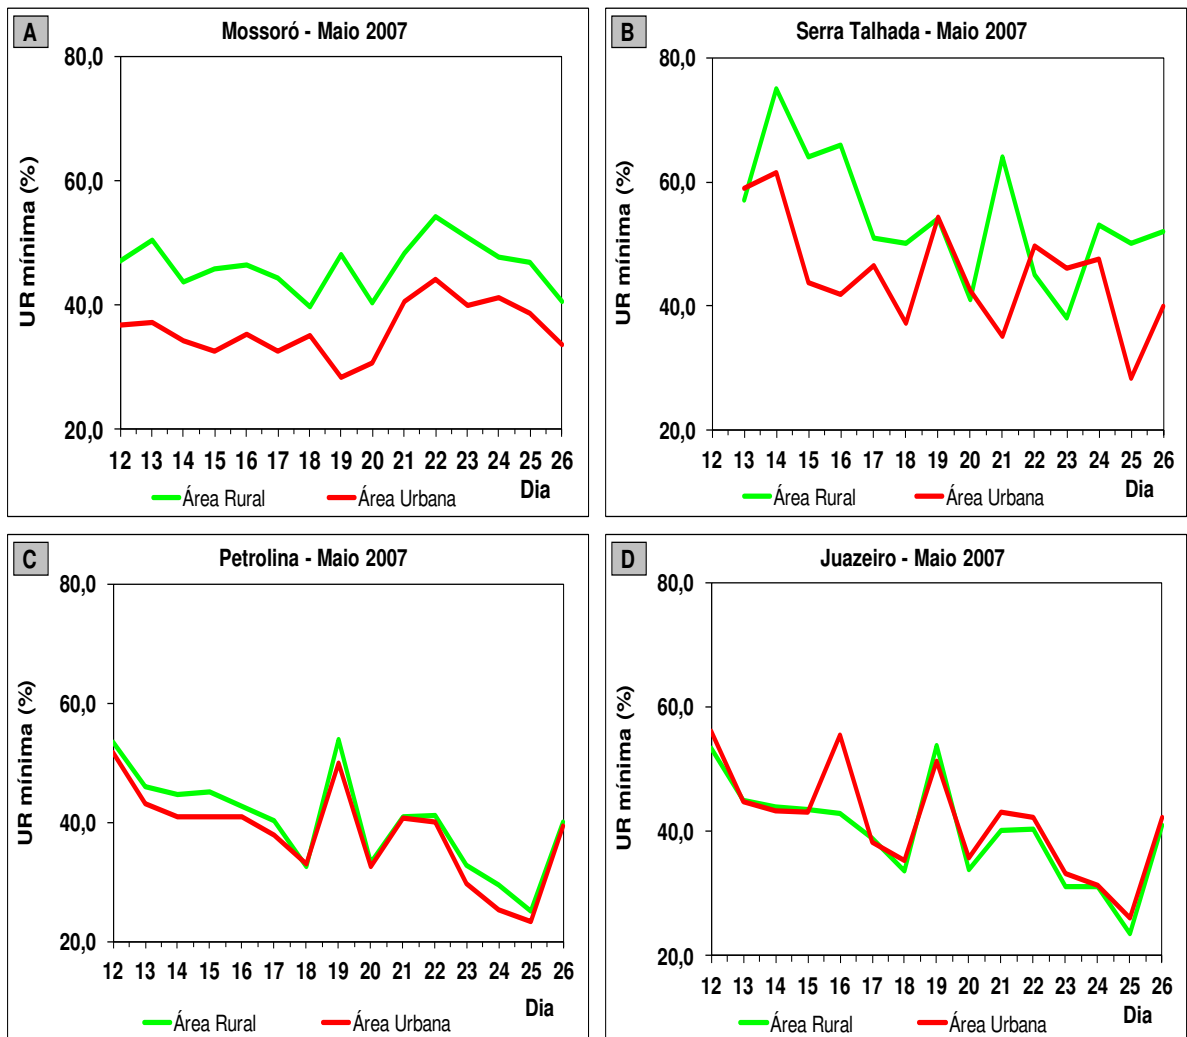 A
Mossoró - Maio 2007
80,0
60,0
40,0
20,0
UR mínima (%)
12 13 14 15 16 17 18 19 20 21 22 23 24 25 26
Dia
Área Rural Área Urbana
B
Serra Talhada - Maio 2007
80,0
60,0
40,0
20,0
UR mínima (%)
12 13 14 15 16 17 18 19 20 21 22 23 24 25 26
Dia
Área Rural Área Urbana
C
Petrolina - Maio 2007
80,0
60,0
40,0
20,0
UR mínima (%)
12 13 14 15 16 17 18 19 20 21 22 23 24 25 26
Dia
Área Rural Área Urbana
D
Juazeiro - Maio 2007
80,0
60,0
40,0
20,0
UR mínima (%)
12 13 14 15 16 17 18 19 20 21 22 23 24 25 26
Dia
Área Rural Área Urbana